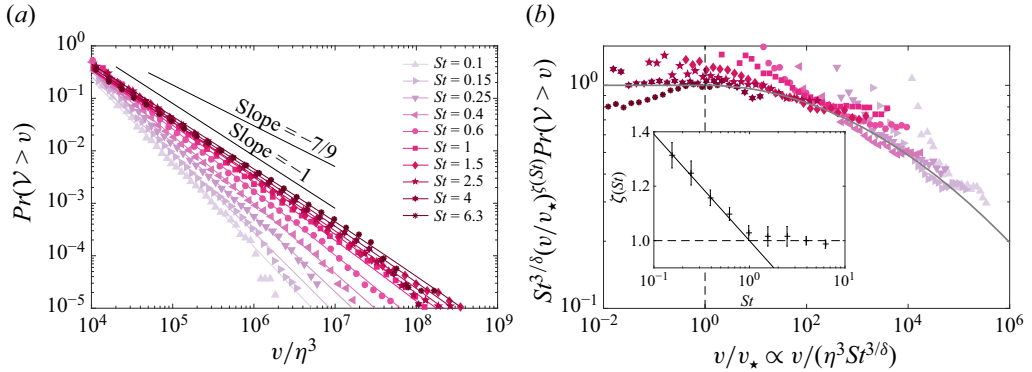 (a)
10^0
10^-1
10^-2
10^-3
10^-4
10^-5
Pr(𝒱 > v)
Slope = −7/9
Slope = −1
St = 0.1
St = 0.15
St = 0.25
St = 0.4
St = 0.6
St = 1
St = 1.5
St = 2.5
St = 4
St = 6.3
10^4 10^5 10^6 10^7 10^8 10^9
v/η^3
(b)
10^0
10^-1
St^{3/δ}(v/v⋆)^{ζ(St)}Pr(𝒱 > v)
1.4
1.2
1.0
ζ(St)
10^-1 10^0 10^1
St
10^-2 10^0 10^2 10^4 10^6
v/v⋆ ∝ v/(η^3St^{3/δ})